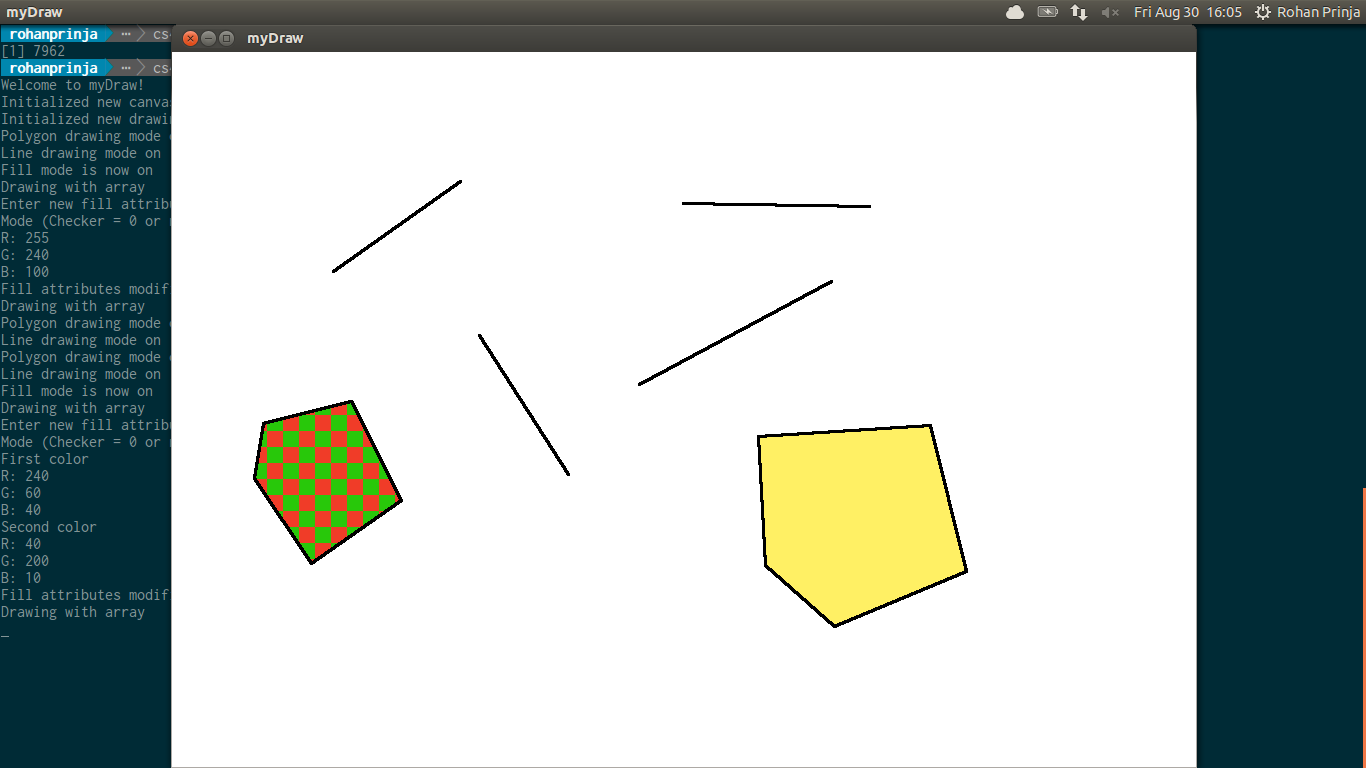 myDraw
Fri Aug 30 16:05 Rohan Prinja
myDraw
rohanprinja ··· cs
[1] 7962
rohanprinja ··· cs
Welcome to myDraw!
Initialized new canva
Initialized new drawi
Polygon drawing mode
Line drawing mode on
Fill mode is now on
Drawing with array
Enter new fill attrib
Mode (Checker = 0 or
R: 255
G: 240
B: 100
Fill attributes modif
Drawing with array
Polygon drawing mode
Line drawing mode on
Polygon drawing mode
Line drawing mode on
Fill mode is now on
Drawing with array
Enter new fill attrib
Mode (Checker = 0 or
First color
R: 240
G: 60
B: 40
Second color
R: 40
G: 200
B: 10
Fill attributes modif
Drawing with array
_